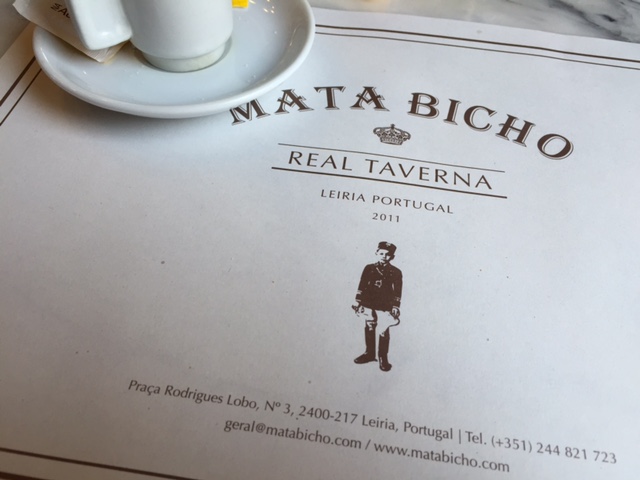 MATA BICHO
REAL TAVERNA
LEIRIA PORTUGAL
2011
Praça Rodrigues Lobo, Nº 3, 2400-217 Leiria, Portugal | Tel. (+351) 244 821 723
geral@matabicho.com / www.matabicho.com